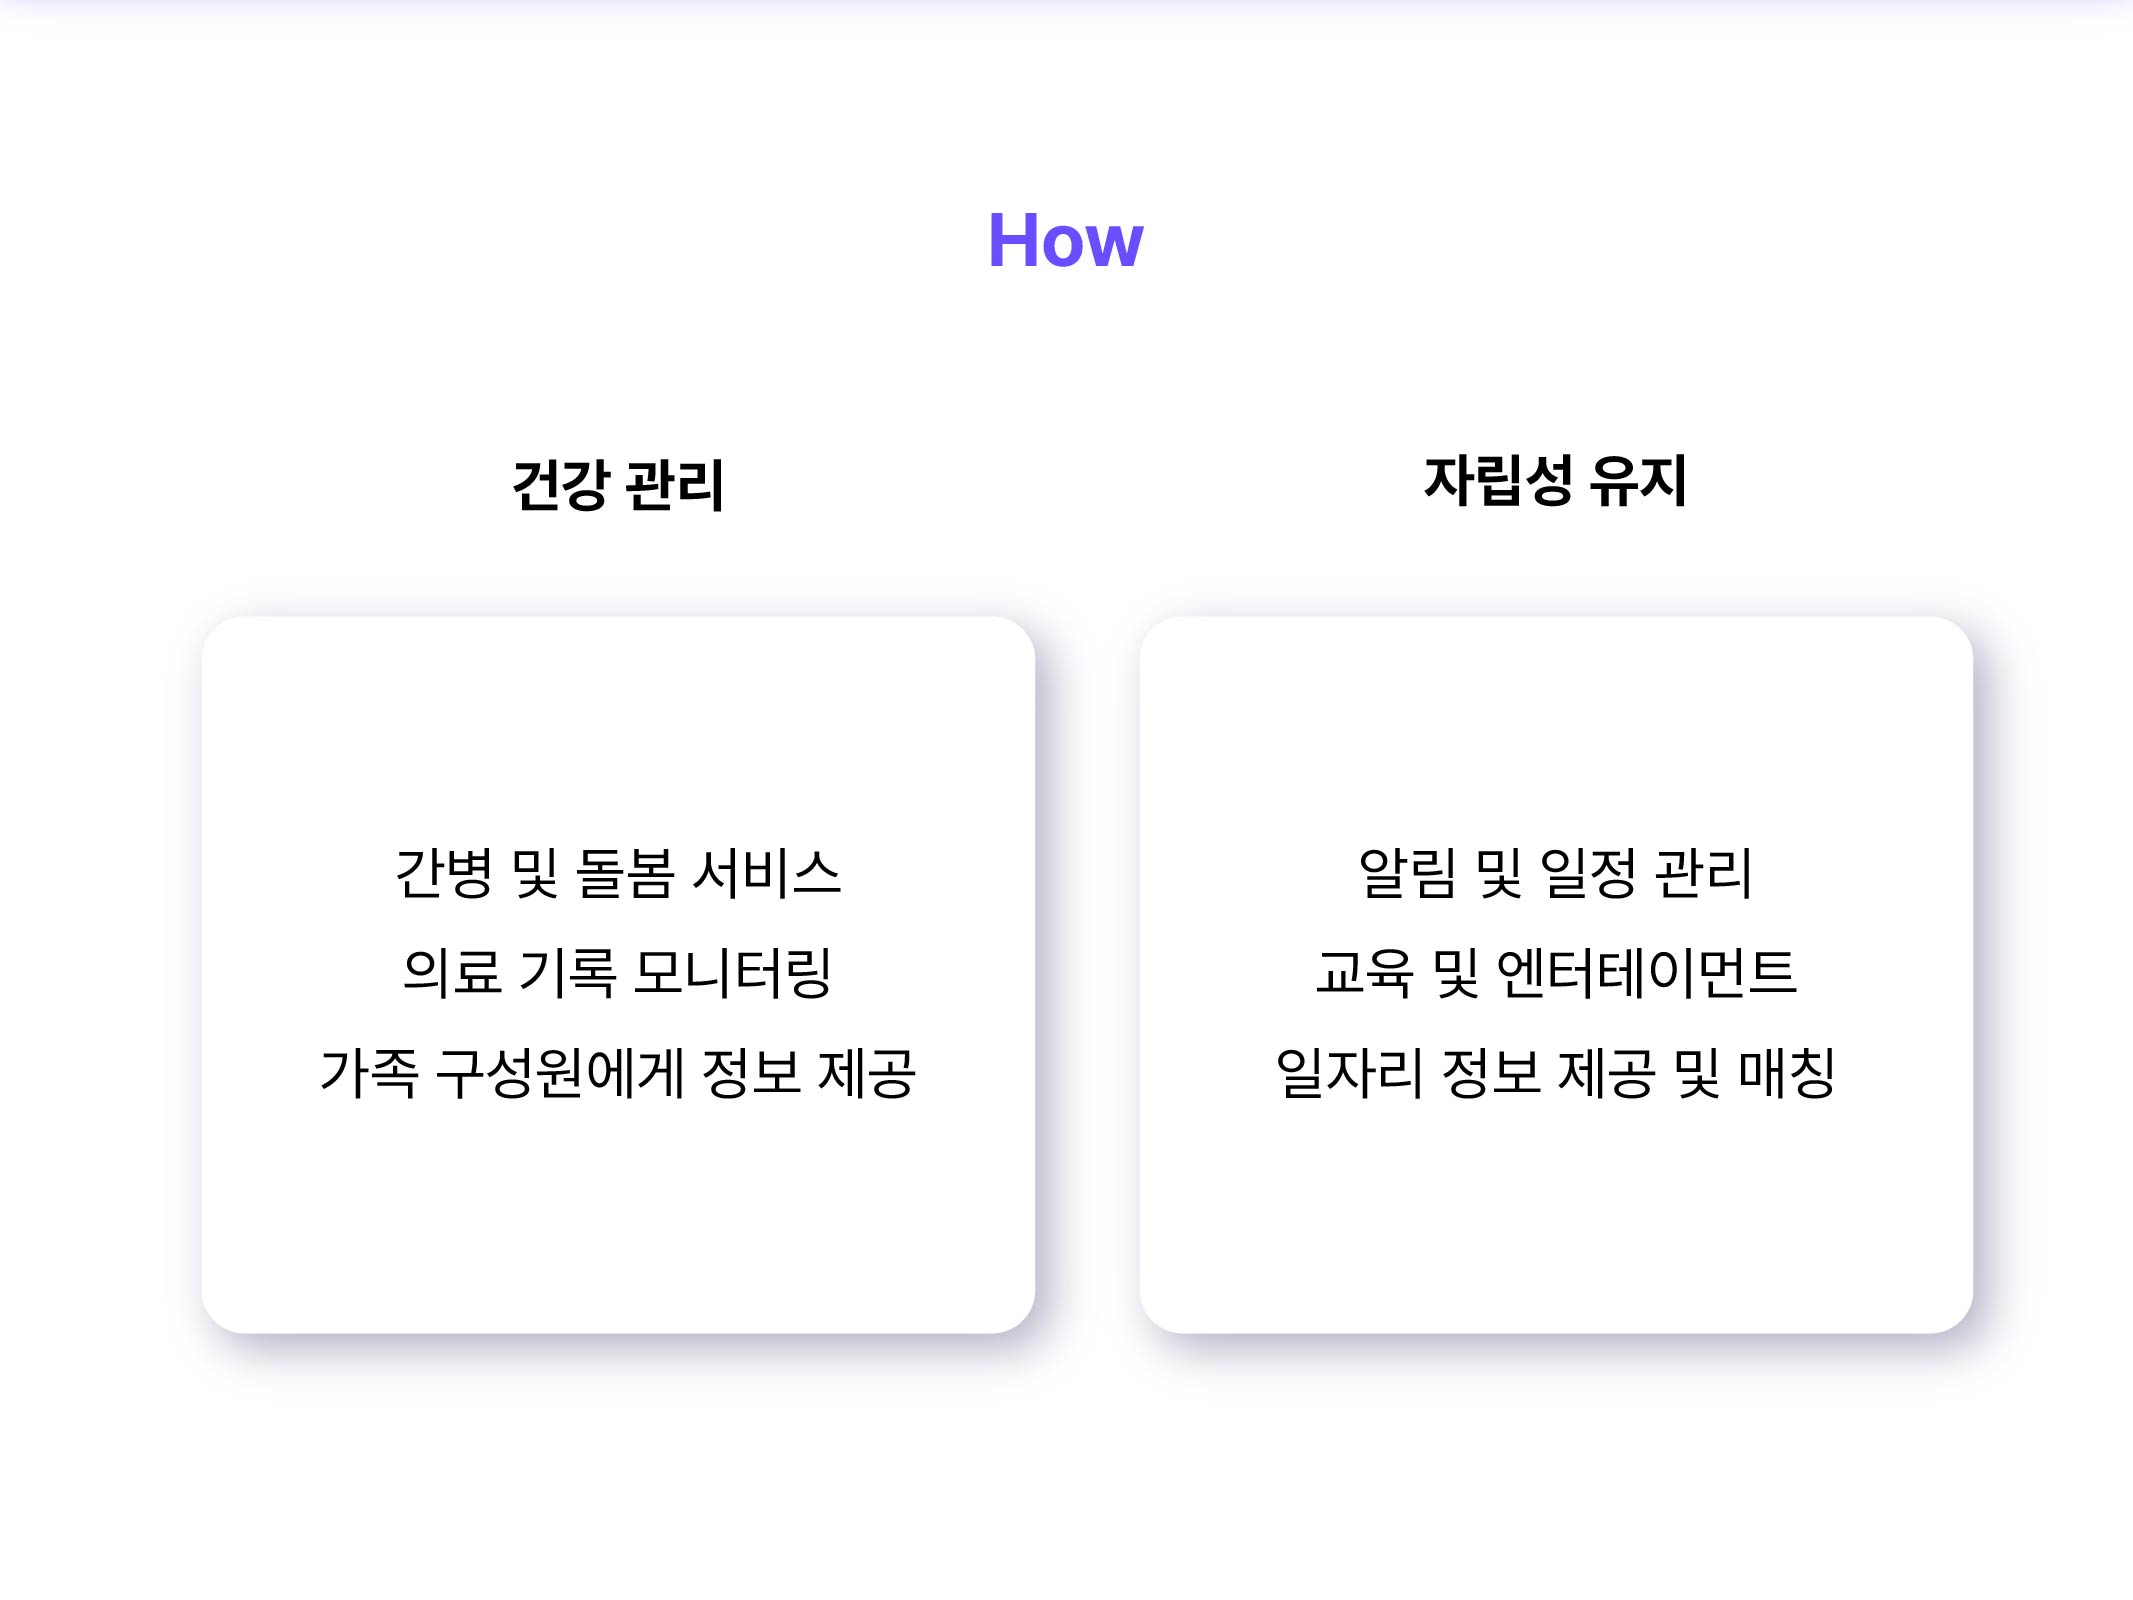 How
건강 관리
간병 및 돌봄 서비스
의료 기록 모니터링
가족 구성원에게 정보 제공
자립성 유지
알림 및 일정 관리
교육 및 엔터테이먼트
일자리 정보 제공 및 매칭